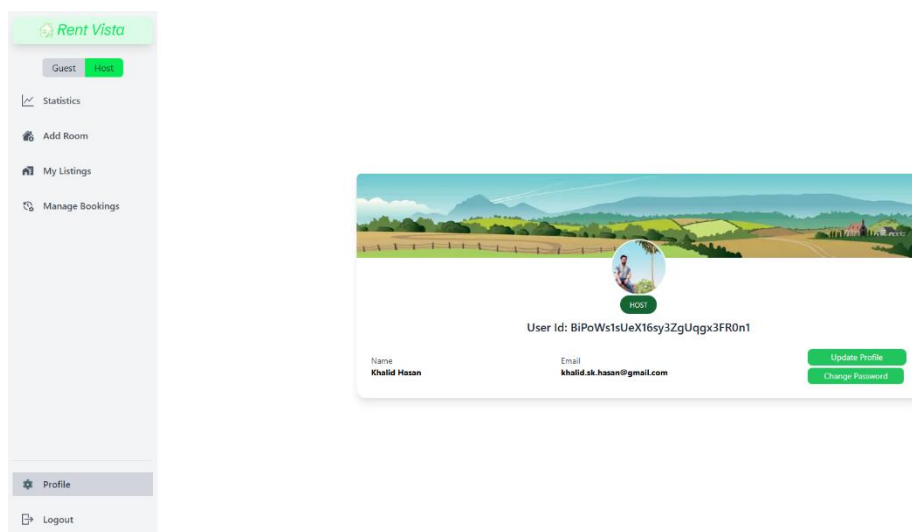 Rent Vista
Guest Host
Statistics
Add Room
My Listings
Manage Bookings
Profile
Logout
HOST
User Id: BiPoWs1sUeX16sy3ZgUqgx3FR0n1
Name
Khalid Hasan
Email
khalid.sk.hasan@gmail.com
Update Profile
Change Password